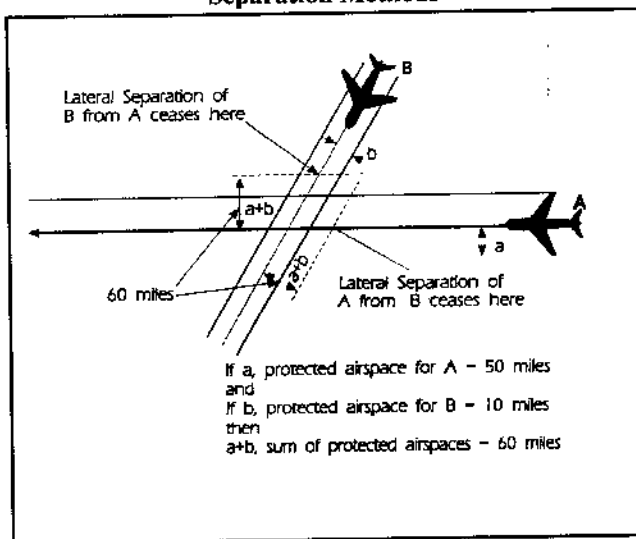 Separation Methods
B
Lateral Separation of
B from A ceases here
b
a+b
A
a
60 miles
a+b
Lateral Separation of
A from B ceases here
If a, protected airspace for A - 50 miles
and
If b, protected airspace for B - 10 miles
then
a+b, sum of protected airspaces - 60 miles